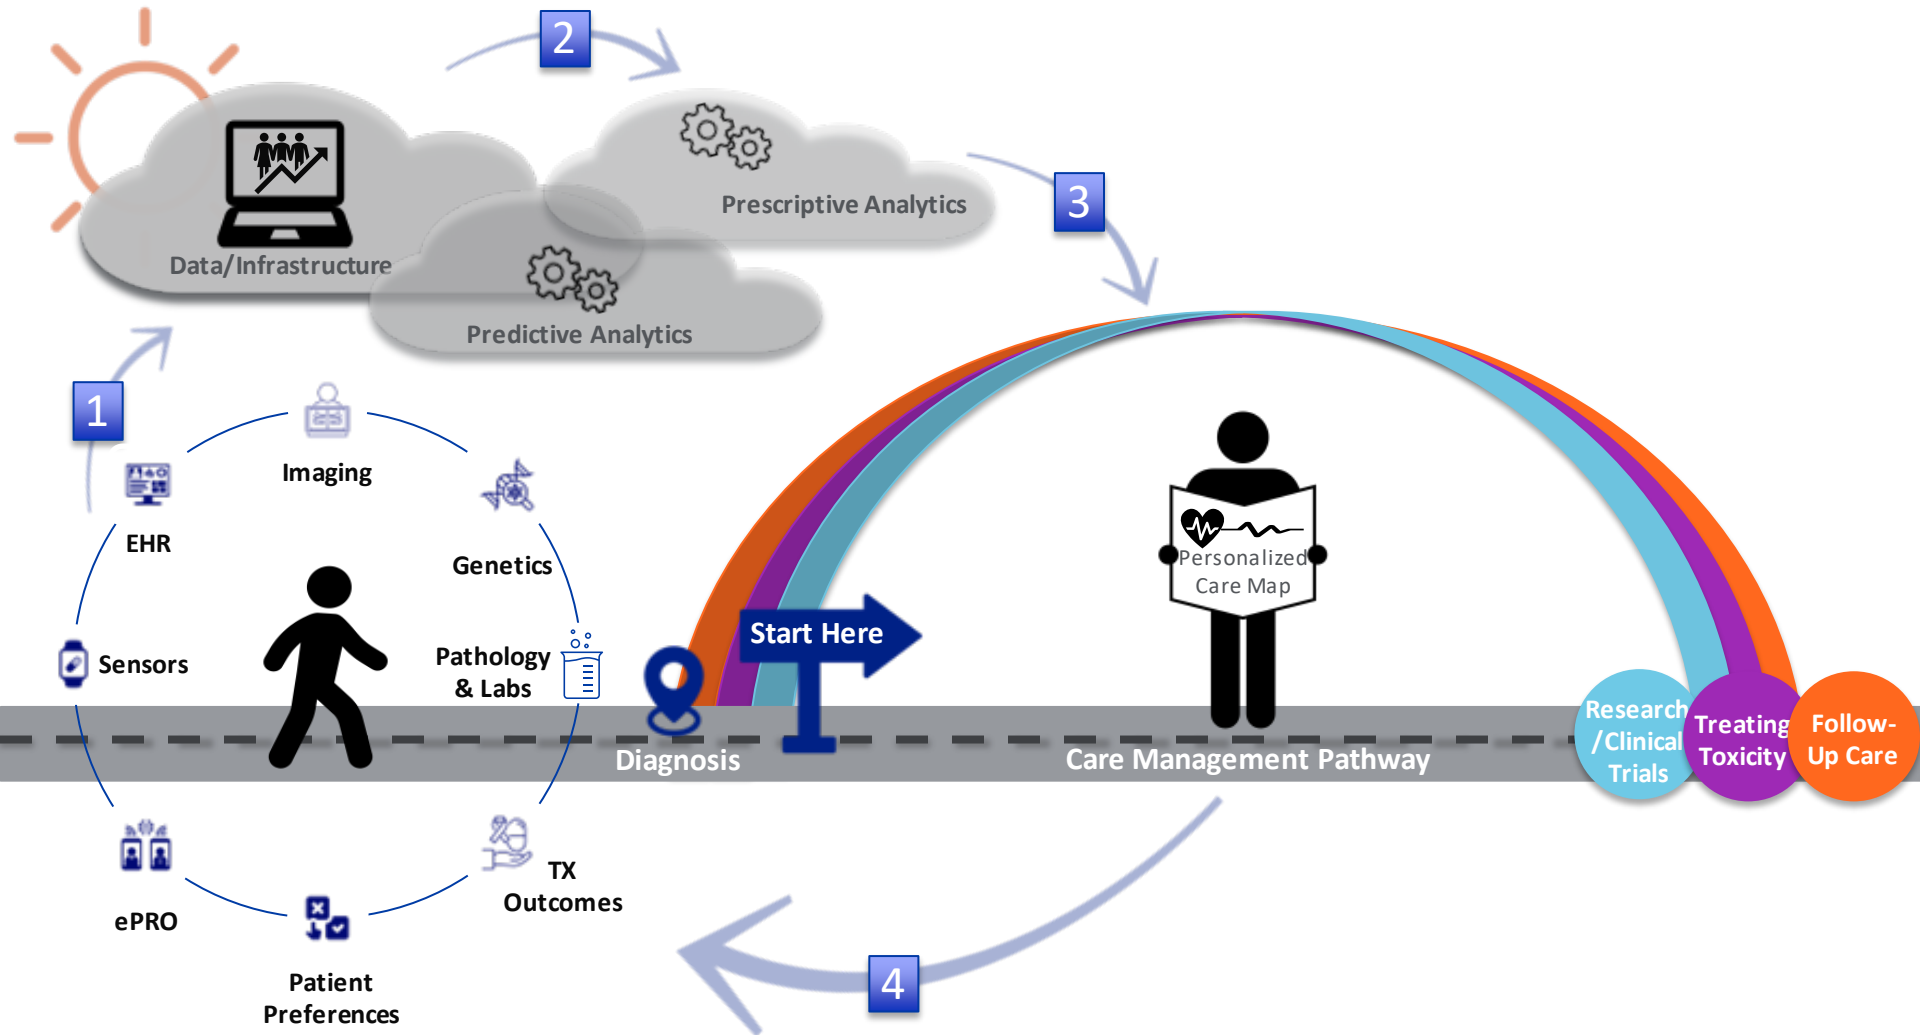 2
Prescriptive Analytics
3
Data/Infrastructure
Predictive Analytics
1
Imaging
EHR
Genetics
Sensors
Pathology
& Labs
Start Here
Personalized
Care Map
Diagnosis
Care Management Pathway
Research
/Clinical
Trials
Treating
Toxicity
Follow-
Up Care
TX
Outcomes
ePRO
Patient
Preferences
4